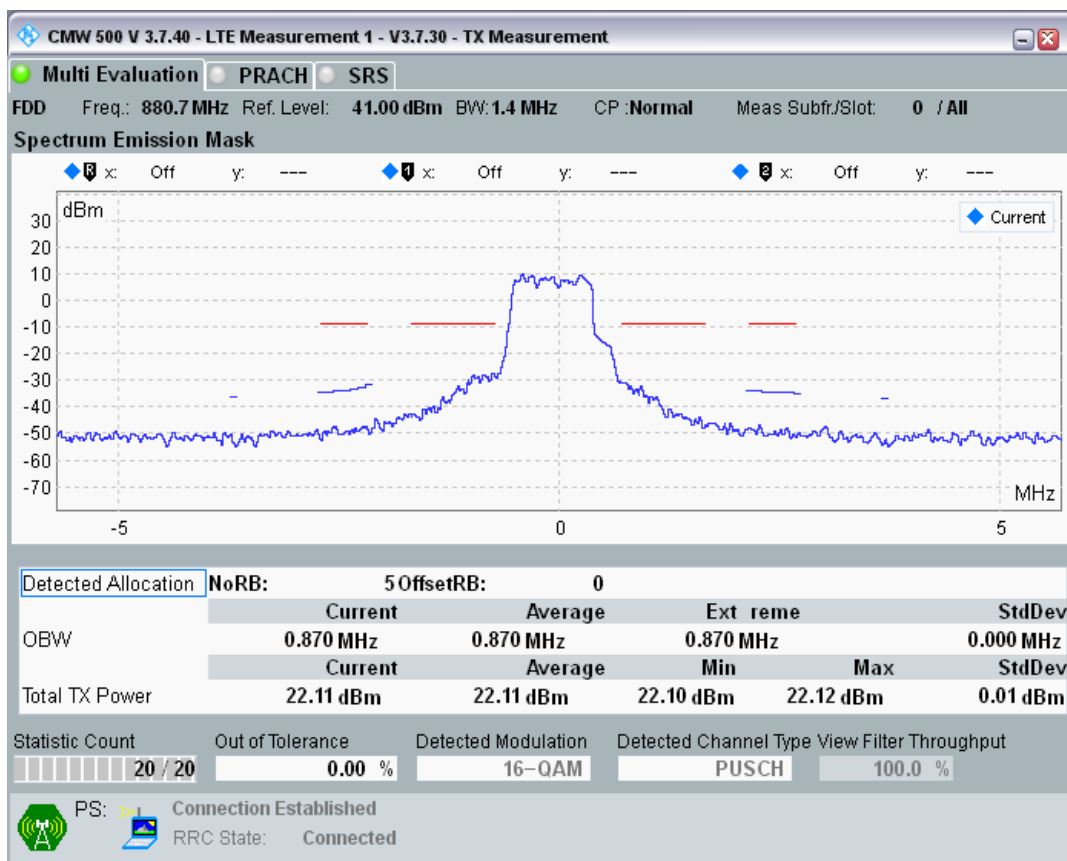 CMW 500 V 3.7.40 - LTE Measurement 1 - V3.7.30 - TX Measurement
Multi Evaluation PRACH SRS
FDD Freq.: 880.7 MHz Ref. Level: 41.00 dBm BW: 1.4 MHz CP :Normal Meas Subfr./Slot: 0 / All
Spectrum Emission Mask
R x: Off y: --- 1 x: Off y: --- 2 x: Off y: ---
dBm
Current
30
20
10
0
-10
-20
-30
-40
-50
-60
-70
MHz
-5 0 5
Detected Allocation NoRB: 5 OffsetRB: 0
Current Average Ext reme StdDev
OBW 0.870 MHz 0.870 MHz 0.870 MHz 0.000 MHz
Current Average Min Max StdDev
Total TX Power 22.11 dBm 22.11 dBm 22.10 dBm 22.12 dBm 0.01 dBm
Statistic Count Out of Tolerance Detected Modulation Detected Channel Type View Filter Throughput
20 / 20 0.00 % 16-QAM PUSCH 100.0 %
PS: Connection Established
RRC State: Connected